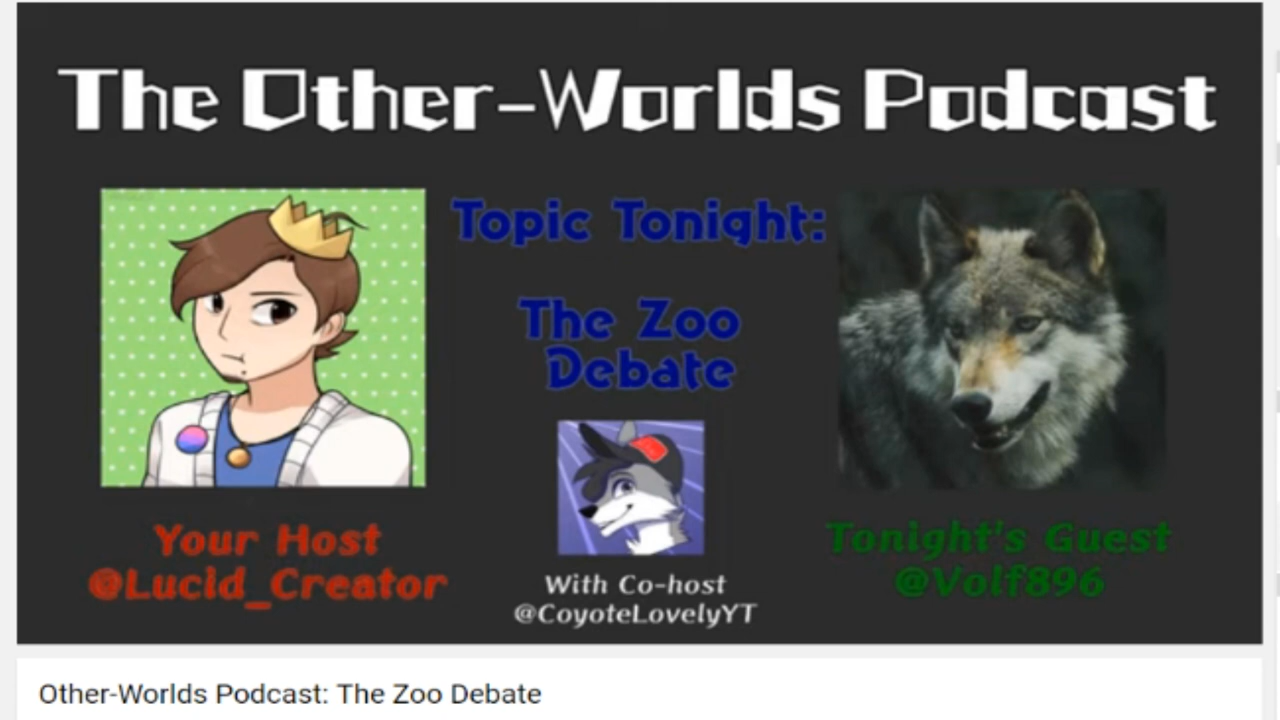 The Other-Worlds Podcast
Topic Tonight:
The Zoo
Debate
Your Host
@Lucid_Creator
With Co-host
@CoyoteLovelyYT
Tonight's Guest
@Volf896
Other-Worlds Podcast: The Zoo Debate